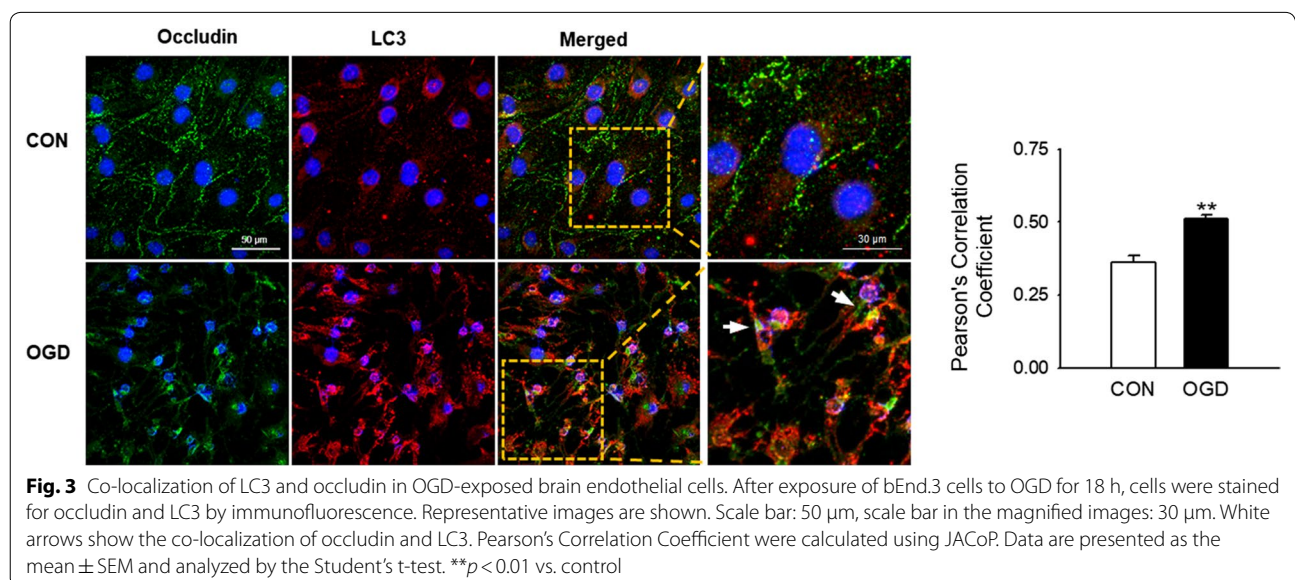 Occludin
LC3
Merged
CON
50 µm
30 µm
OGD
Pearson's Correlation
Coefficient
0.75
0.50
0.25
0.00
**
CON
OGD
Fig. 3 Co-localization of LC3 and occludin in OGD-exposed brain endothelial cells. After exposure of bEnd.3 cells to OGD for 18 h, cells were stained
for occludin and LC3 by immunofluorescence. Representative images are shown. Scale bar: 50 µm, scale bar in the magnified images: 30 µm. White
arrows show the co-localization of occludin and LC3. Pearson's Correlation Coefficient were calculated using JACoP. Data are presented as the
mean ± SEM and analyzed by the Student's t-test. **p < 0.01 vs. control